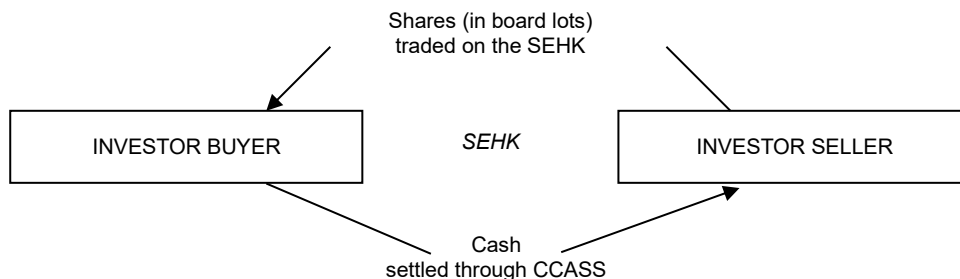 Shares (in board lots)
traded on the SEHK
INVESTOR BUYER
SEHK
INVESTOR SELLER
Cash
settled through CCASS